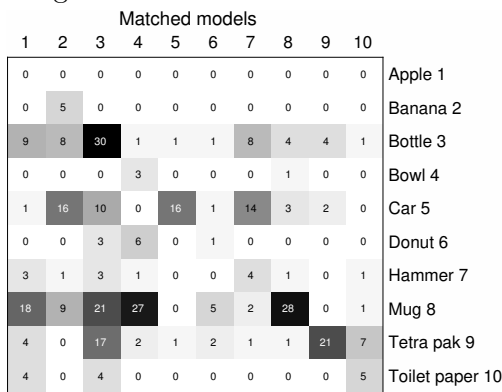 Matched models
1 2 3 4 5 6 7 8 9 10
0 0 0 0 0 0 0 0 0 0 Apple 1
0 5 0 0 0 0 0 0 0 0 Banana 2
9 8 30 1 1 1 8 4 4 1 Bottle 3
0 0 0 3 0 0 0 1 0 0 Bowl 4
1 16 10 0 16 1 14 3 2 0 Car 5
0 0 3 6 0 1 0 0 0 0 Donut 6
3 1 3 1 0 0 4 1 0 1 Hammer 7
18 9 21 27 0 5 2 28 0 1 Mug 8
4 0 17 2 1 2 1 1 21 7 Tetra pak 9
4 0 4 0 0 0 0 0 0 5 Toilet paper 10